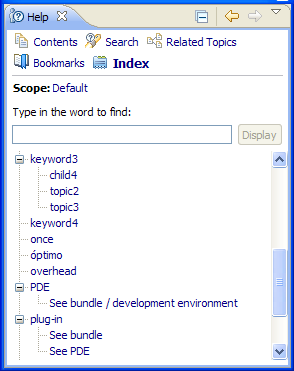 Help
Contents Search Related Topics
Bookmarks Index
Scope: Default
Type in the word to find:
Display
keyword3
child4
topic2
topic3
keyword4
once
óptimo
overhead
PDE
See bundle / development environment
plug-in
See bundle
See PDE